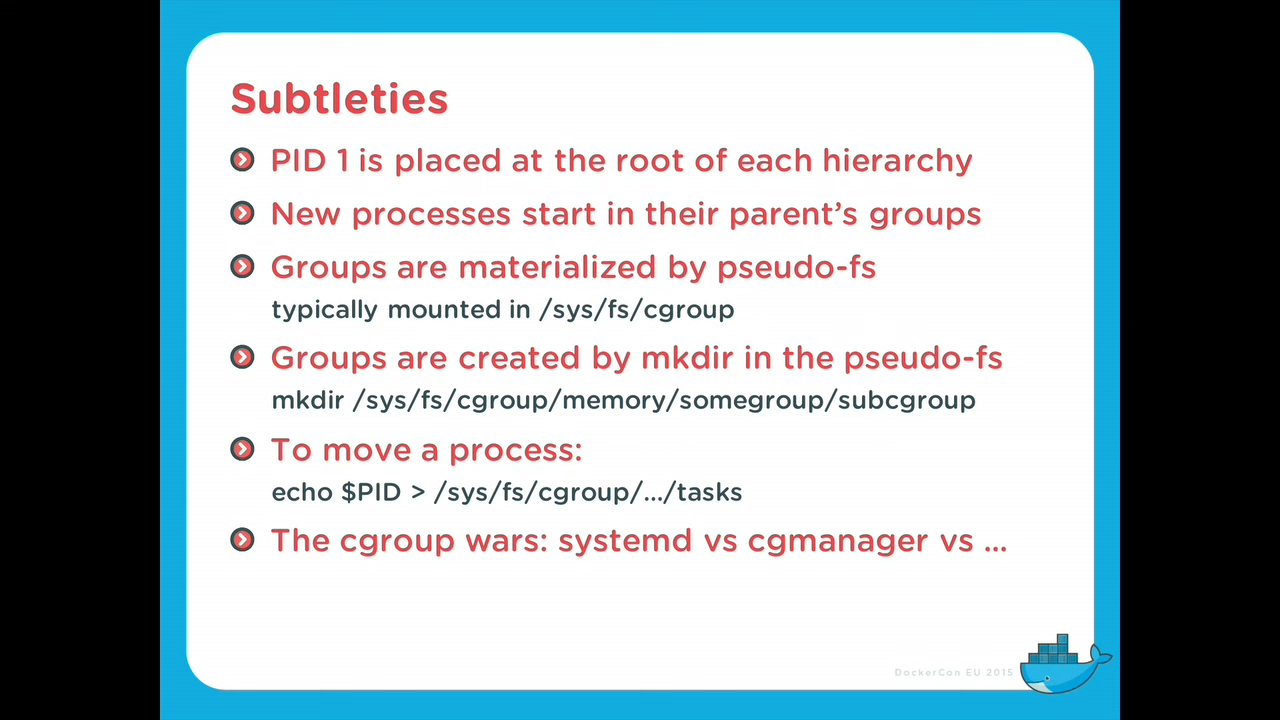 Subtleties
PID 1 is placed at the root of each hierarchy
New processes start in their parent’s groups
Groups are materialized by pseudo-fs
typically mounted in /sys/fs/cgroup
Groups are created by mkdir in the pseudo-fs
mkdir /sys/fs/cgroup/memory/somegroup/subcgroup
To move a process:
echo $PID > /sys/fs/cgroup/.../tasks
The cgroup wars: systemd vs cgmanager vs ...
DockerCon EU 2015